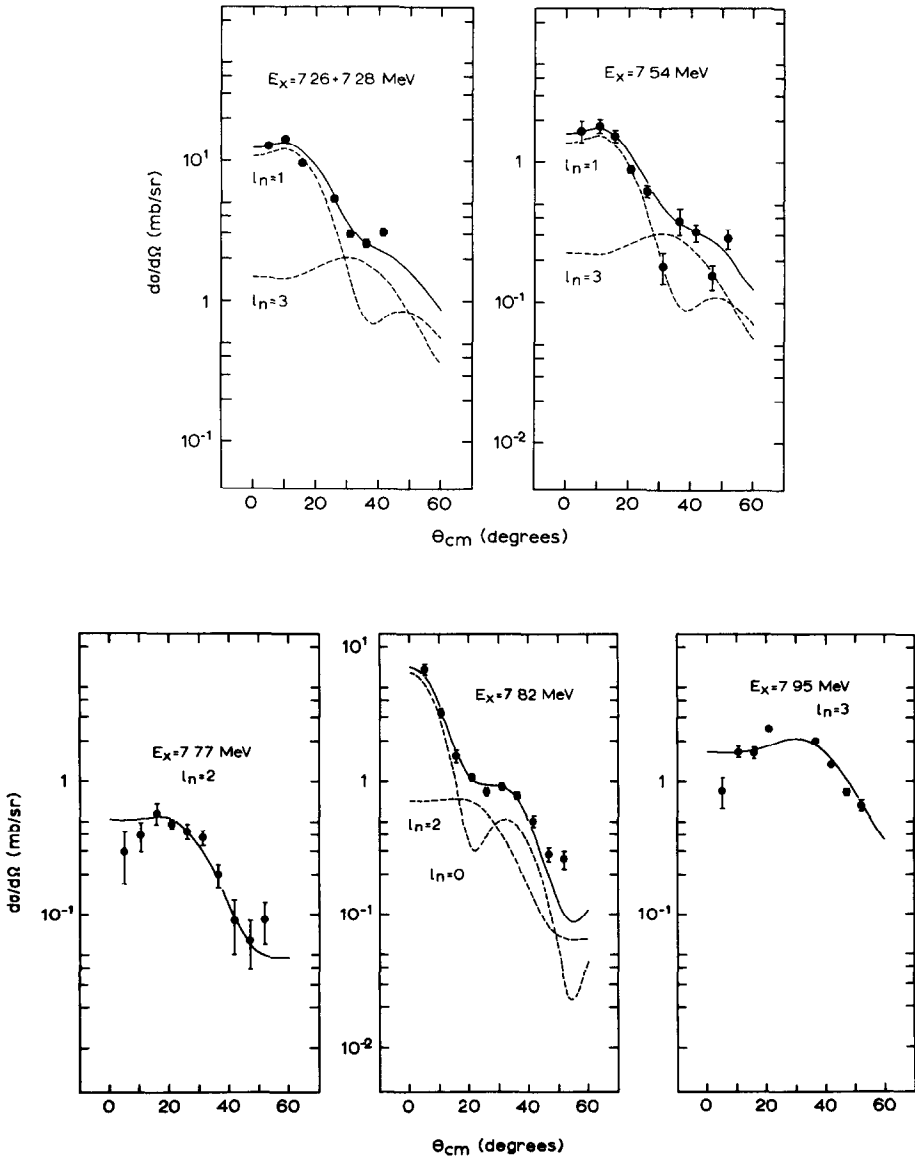 Eₓ=7 26+7 28 MeV
10¹
lₙ=1
1
lₙ=3
10⁻¹
dσ/dΩ (mb/sr)
0 20 40 60
Eₓ=7 54 MeV
1
lₙ=1
10⁻¹
lₙ=3
10⁻²
0 20 40 60
θcm (degrees)
Eₓ=7 77 MeV
lₙ=2
1
10⁻¹
dσ/dΩ (mb/sr)
0 20 40 60
10¹
Eₓ=7 82 MeV
1
lₙ=2
lₙ=0
10⁻¹
10⁻²
0 20 40 60
Eₓ=7 95 MeV
lₙ=3
1
10⁻¹
0 20 40 60
θcm (degrees)